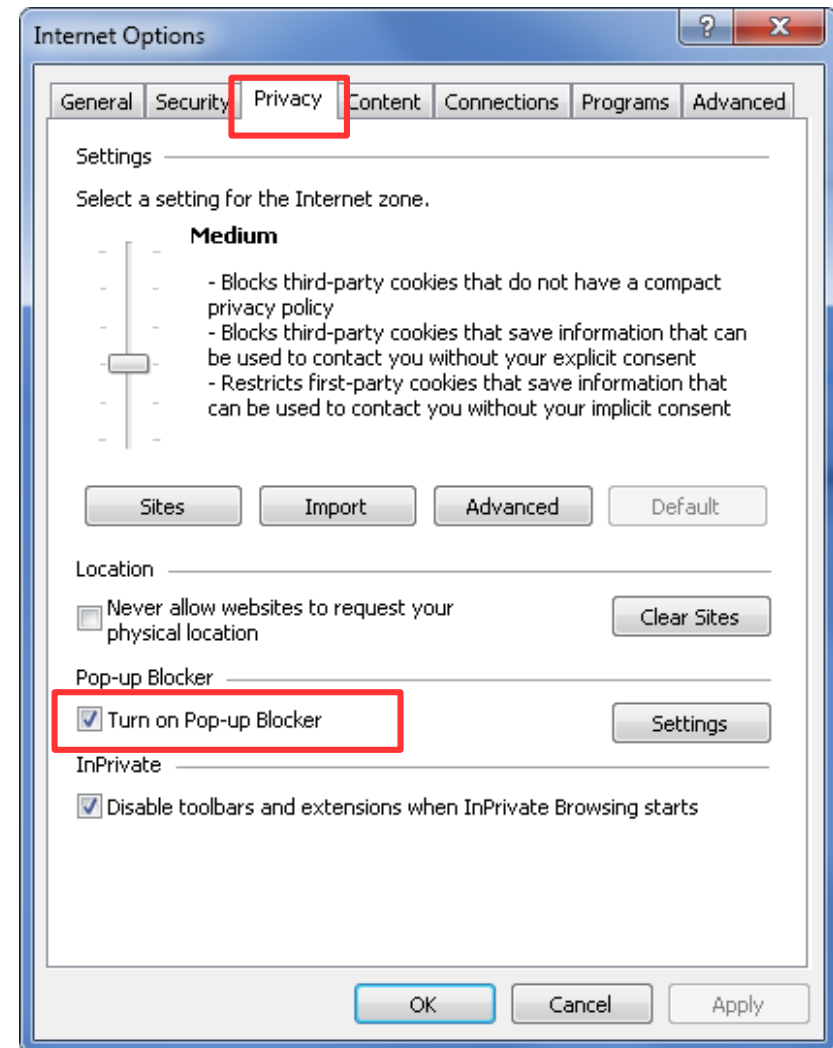 Internet Options
?
X
General Security Privacy Content Connections Programs Advanced
Settings
Select a setting for the Internet zone.
Medium
- Blocks third-party cookies that do not have a compact
privacy policy
- Blocks third-party cookies that save information that can
be used to contact you without your explicit consent
- Restricts first-party cookies that save information that
can be used to contact you without your implicit consent
Sites Import Advanced Default
Location
Never allow websites to request your
physical location
Clear Sites
Pop-up Blocker
Turn on Pop-up Blocker
Settings
InPrivate
Disable toolbars and extensions when InPrivate Browsing starts
OK Cancel Apply